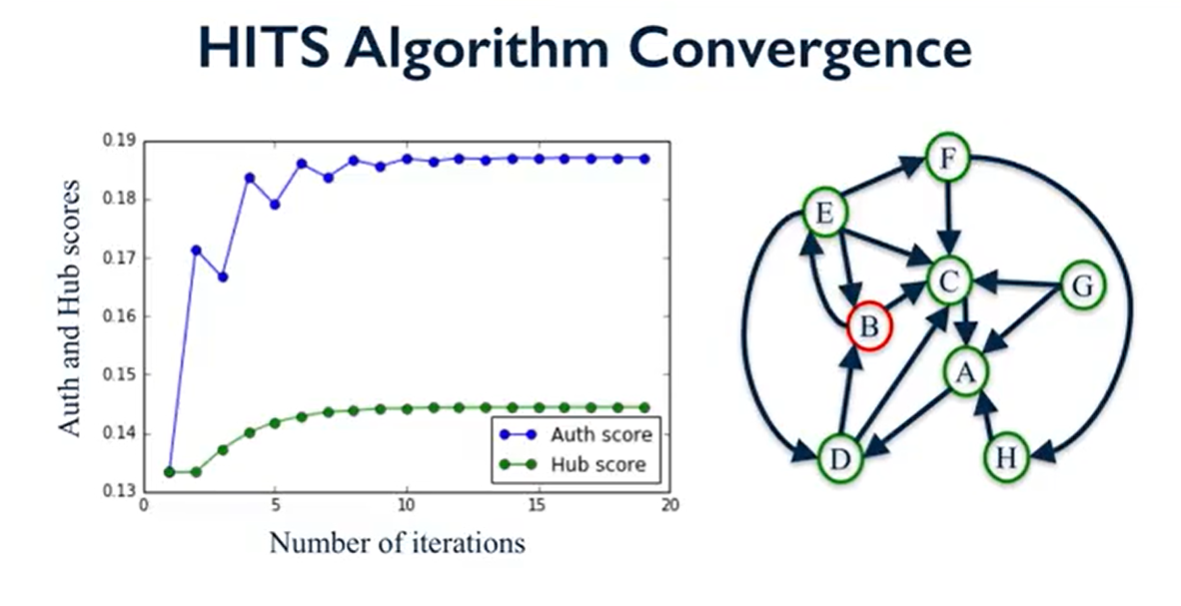 HITS Algorithm Convergence
Auth and Hub scores
0.19
0.18
0.17
0.16
0.15
0.14
0.13
0
5
10
15
20
Auth score
Hub score
Number of iterations
F
E
C
G
B
A
D
H